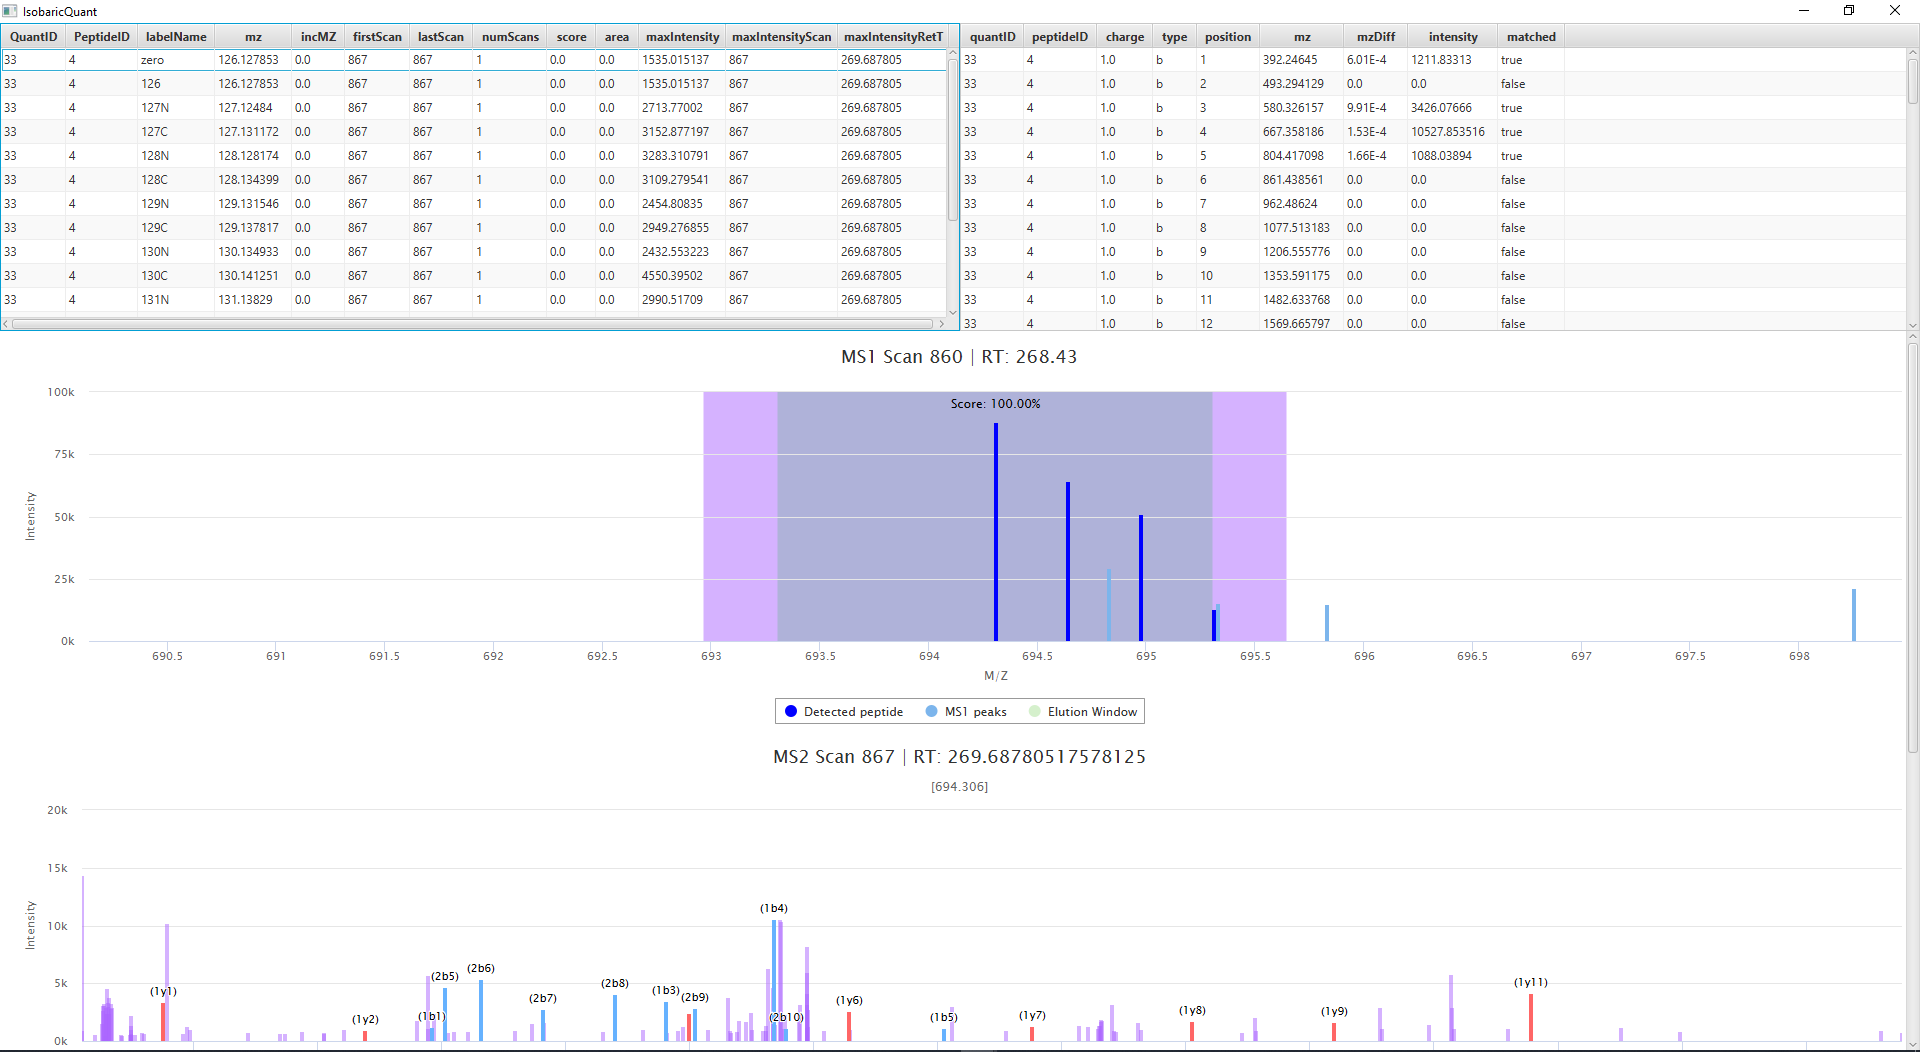 IsobaricQuant
QuantID PeptideID labelName mz incMZ firstScan lastScan numScans score area maxIntensity maxIntensityScan maxIntensityRetT
33 4 zero 126.127853 0.0 867 867 1 0.0 0.0 1535.015137 867 269.687805
33 4 126 126.127853 0.0 867 867 1 0.0 0.0 1535.015137 867 269.687805
33 4 127N 127.12484 0.0 867 867 1 0.0 0.0 2713.77002 867 269.687805
33 4 127C 127.131172 0.0 867 867 1 0.0 0.0 3152.877197 867 269.687805
33 4 128N 128.128174 0.0 867 867 1 0.0 0.0 3283.310791 867 269.687805
33 4 128C 128.134399 0.0 867 867 1 0.0 0.0 3109.279541 867 269.687805
33 4 129N 129.131546 0.0 867 867 1 0.0 0.0 2454.80835 867 269.687805
33 4 129C 129.137817 0.0 867 867 1 0.0 0.0 2949.276855 867 269.687805
33 4 130N 130.134933 0.0 867 867 1 0.0 0.0 2432.553223 867 269.687805
33 4 130C 130.141251 0.0 867 867 1 0.0 0.0 4550.39502 867 269.687805
33 4 131N 131.13829 0.0 867 867 1 0.0 0.0 2990.51709 867 269.687805
quantID peptideID charge type position mz mzDiff intensity matched
33 4 1.0 b 1 392.24645 6.01E-4 1211.83313 true
33 4 1.0 b 2 493.294129 0.0 0.0 false
33 4 1.0 b 3 580.326157 9.91E-4 3426.07666 true
33 4 1.0 b 4 667.358186 1.53E-4 10527.853516 true
33 4 1.0 b 5 804.417098 1.66E-4 1088.03894 true
33 4 1.0 b 6 861.438561 0.0 0.0 false
33 4 1.0 b 7 962.48624 0.0 0.0 false
33 4 1.0 b 8 1077.513183 0.0 0.0 false
33 4 1.0 b 9 1206.555776 0.0 0.0 false
33 4 1.0 b 10 1353.591175 0.0 0.0 false
33 4 1.0 b 11 1482.633768 0.0 0.0 false
33 4 1.0 b 12 1569.665797 0.0 0.0 false
MS1 Scan 860 | RT: 268.43
100k
Score: 100.00%
75k
50k
25k
0k
Intensity
690.5 691 691.5 692 692.5 693 693.5 694 694.5 695 695.5 696 696.5 697 697.5 698
M/Z
Detected peptide MS1 peaks Elution Window
MS2 Scan 867 | RT: 269.68780517578125
[694.306]
20k
15k
10k
5k
0k
Intensity
(1b4)
(2b5) (2b6)
(1y1) (2b7) (2b8) (1b3) (2b9) (1y6) (1y11)
(1y2) (1b1) (2b10) (1b5) (1y7) (1y8) (1y9)